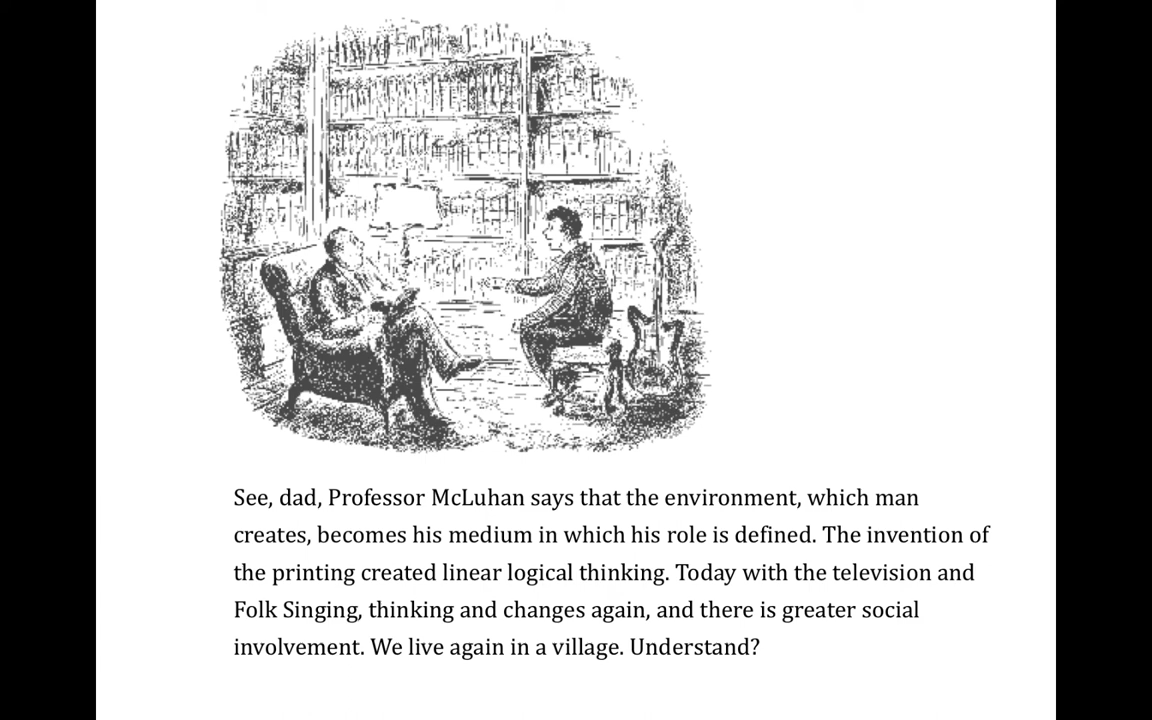 See, dad, Professor McLuhan says that the environment, which man
creates, becomes his medium in which his role is defined. The invention of
the printing created linear logical thinking. Today with the television and
Folk Singing, thinking and changes again, and there is greater social
involvement. We live again in a village. Understand?